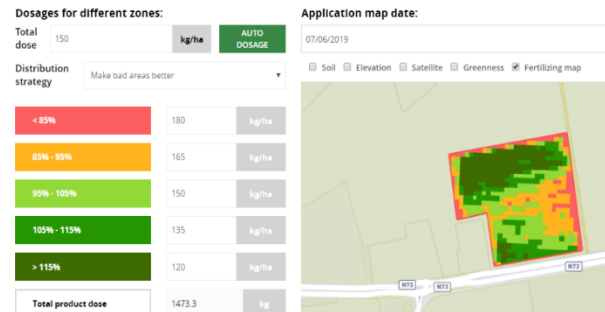 Dosages for different zones:
Total dose
150
kg/ha
AUTO DOSAGE
Distribution strategy
Make bad areas better
< 85%
180
kg/ha
85% - 95%
165
kg/ha
95% - 105%
150
kg/ha
105% - 115%
135
kg/ha
> 115%
120
kg/ha
Total product dose
1473.3
kg
Application map date:
07/06/2019
Soil
Elevation
Satellite
Greenness
Fertilizing map
N73
N73
N73